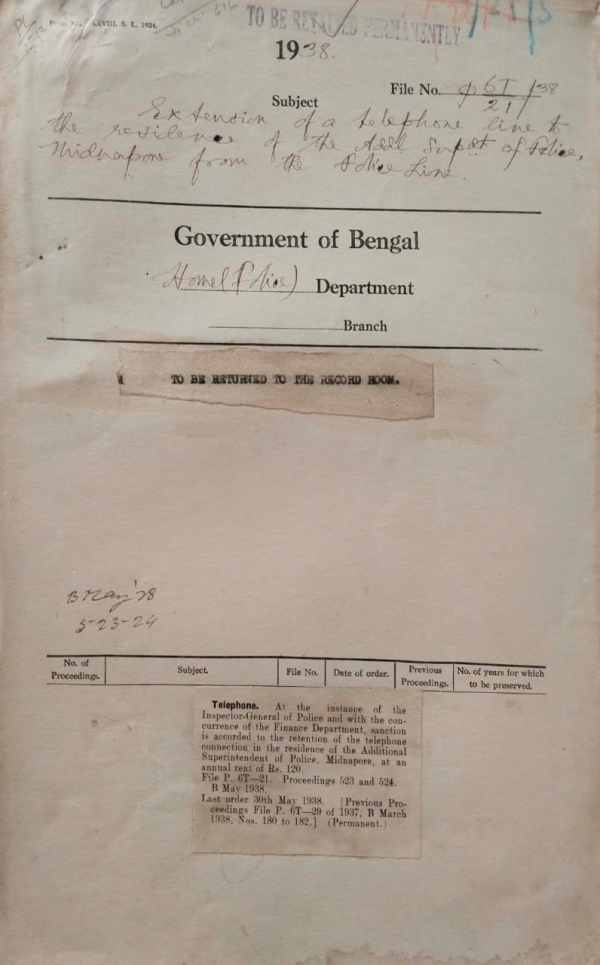 XXVIII. S. L., 1924.
TO BE RETAINED PERMANENTLY
1938.
File No. P 6T/21 /38
Subject
Extension of a telephone line to
the residence of the Addl Supdt of Police,
Midnapore from the Police Line.
Government of Bengal
Home (Police) Department
Branch
TO BE RETURNED TO THE RECORD ROOM.
B May '38
523-24
No. of Proceedings. Subject. File No. Date of order. Previous Proceedings. No. of years for which to be preserved.
Telephone. At the instance of the
Inspector-General of Police and with the con-
currence of the Finance Department, sanction
is accorded to the retention of the telephone
connection in the residence of the Additional
Superintendent of Police, Midnapore, at an
annual rent of Rs. 120.
File P. 6T—21. Proceedings 523 and 524.
B May 1938.
Last order 30th May 1938. [Previous Pro-
ceedings File P. 6T—29 of 1937, B March
1938, Nos. 180 to 182.] (Permanent.)